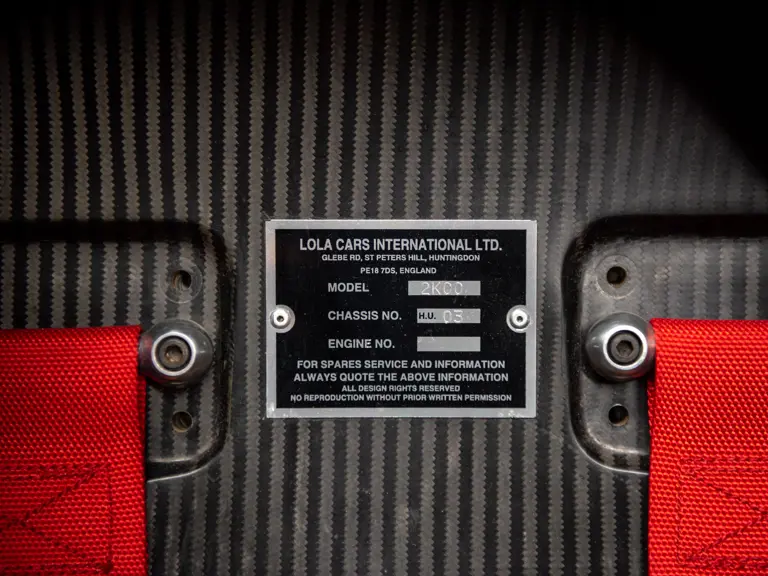 LOLA CARS INTERNATIONAL LTD.
GLEBE RD, ST PETERS HILL, HUNTINGDON
PE18 7DS, ENGLAND
MODEL 2K00
CHASSIS NO. H.U. 05
ENGINE NO.
FOR SPARES SERVICE AND INFORMATION
ALWAYS QUOTE THE ABOVE INFORMATION
ALL DESIGN RIGHTS RESERVED
NO REPRODUCTION WITHOUT PRIOR WRITTEN PERMISSION